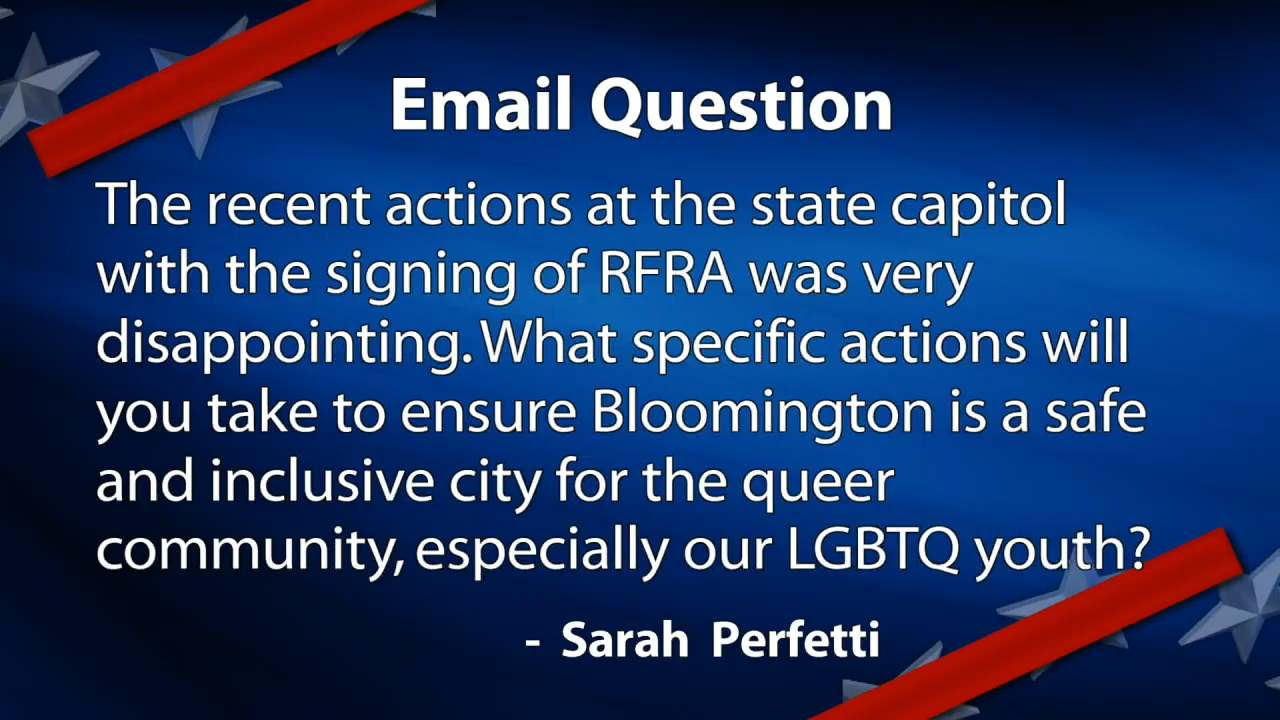 Email Question
The recent actions at the state capitol
with the signing of RFRA was very
disappointing. What specific actions will
you take to ensure Bloomington is a safe
and inclusive city for the queer
community, especially our LGBTQ youth?
- Sarah Perfetti